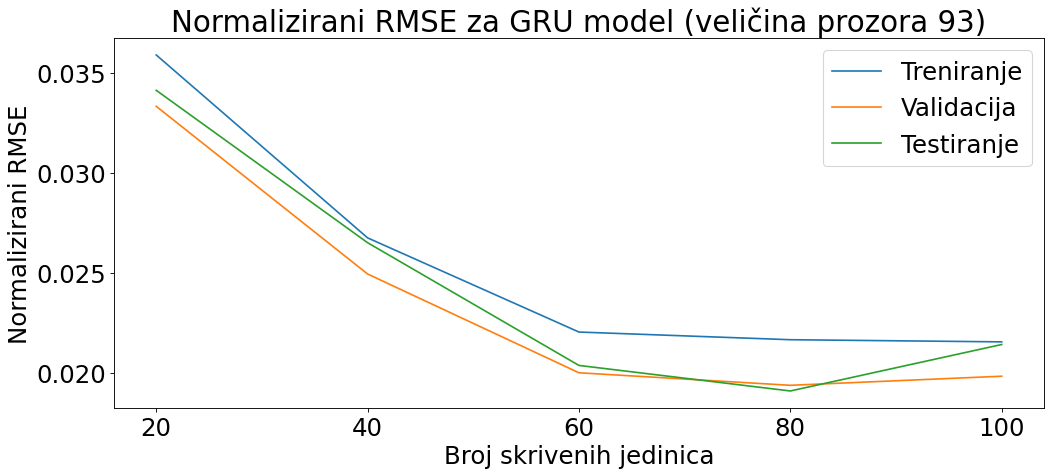 Normalizirani RMSE za GRU model (veličina prozora 93)
Normalizirani RMSE
0.035
0.030
0.025
0.020
Treniranje
Validacija
Testiranje
20 40 60 80 100
Broj skrivenih jedinica